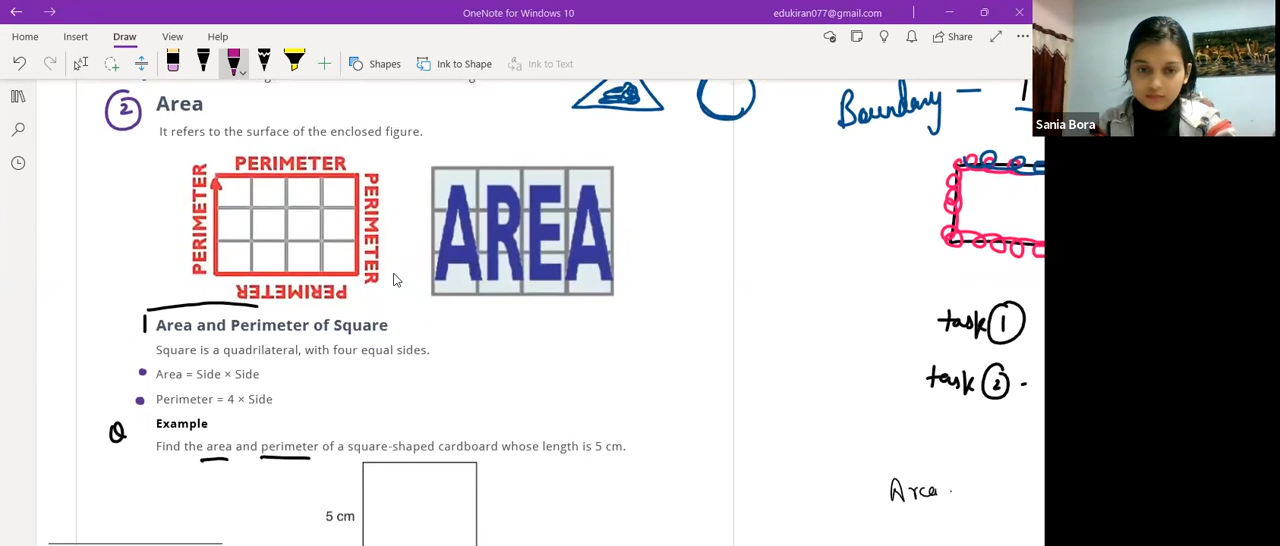 OneNote for Windows 10
edukiran077@gmail.com
Home
Insert
Draw
View
Help
Share
Shapes
Ink to Shape
Ink to Text
2 Area
It refers to the surface of the enclosed figure.
PERIMETER
PERIMETER
PERIMETER
PERIMETER
AREA
Boundary –
Sania Bora
1 Area and Perimeter of Square
Square is a quadrilateral, with four equal sides.
Area = Side × Side
Perimeter = 4 × Side
Q Example
Find the area and perimeter of a square-shaped cardboard whose length is 5 cm.
5 cm
task 1
task 2 -
Area